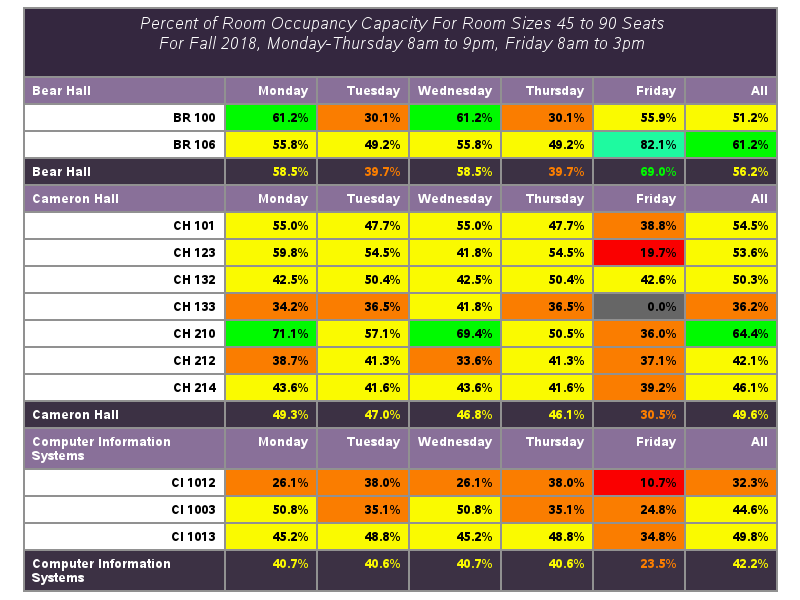 Percent of Room Occupancy Capacity For Room Sizes 45 to 90 Seats
For Fall 2018, Monday-Thursday 8am to 9pm, Friday 8am to 3pm
Bear Hall Monday Tuesday Wednesday Thursday Friday All
BR 100 61.2% 30.1% 61.2% 30.1% 55.9% 51.2%
BR 106 55.8% 49.2% 55.8% 49.2% 82.1% 61.2%
Bear Hall 58.5% 39.7% 58.5% 39.7% 69.0% 56.2%
Cameron Hall Monday Tuesday Wednesday Thursday Friday All
CH 101 55.0% 47.7% 55.0% 47.7% 38.8% 54.5%
CH 123 59.8% 54.5% 41.8% 54.5% 19.7% 53.6%
CH 132 42.5% 50.4% 42.5% 50.4% 42.6% 50.3%
CH 133 34.2% 36.5% 41.8% 36.5% 0.0% 36.2%
CH 210 71.1% 57.1% 69.4% 50.5% 36.0% 64.4%
CH 212 38.7% 41.3% 33.6% 41.3% 37.1% 42.1%
CH 214 43.6% 41.6% 43.6% 41.6% 39.2% 46.1%
Cameron Hall 49.3% 47.0% 46.8% 46.1% 30.5% 49.6%
Computer Information Monday Tuesday Wednesday Thursday Friday All
Systems
CI 1012 26.1% 38.0% 26.1% 38.0% 10.7% 32.3%
CI 1003 50.8% 35.1% 50.8% 35.1% 24.8% 44.6%
CI 1013 45.2% 48.8% 45.2% 48.8% 34.8% 49.8%
Computer Information 40.7% 40.6% 40.7% 40.6% 23.5% 42.2%
Systems